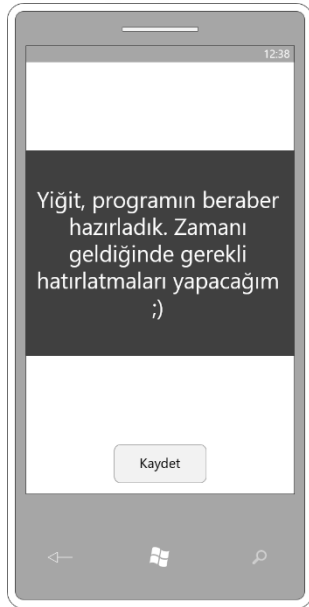 12:38
Yiğit, programın beraber
hazırladık. Zamanı
geldiğinde gerekli
hatırlatmaları yapacağım
;)
Kaydet